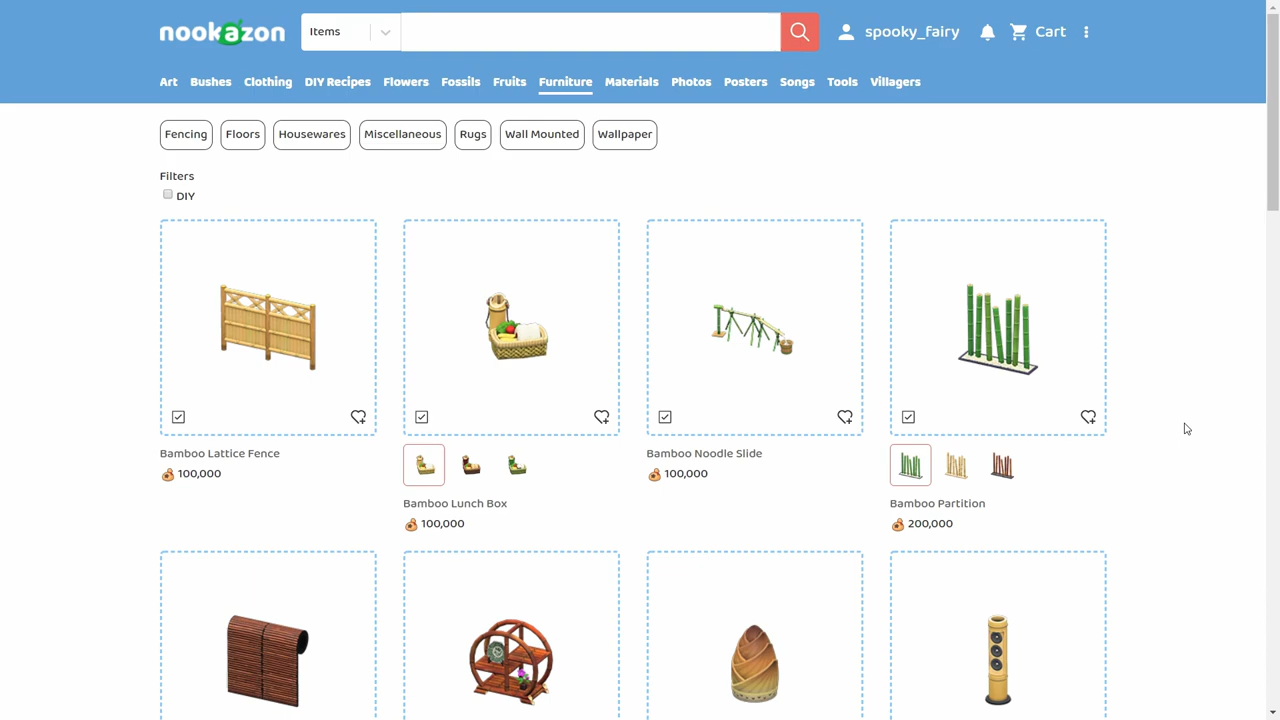 nookazon
Items
spooky_fairy
Cart
Art
Bushes
Clothing
DIY Recipes
Flowers
Fossils
Fruits
Furniture
Materials
Photos
Posters
Songs
Tools
Villagers
Fencing
Floors
Housewares
Miscellaneous
Rugs
Wall Mounted
Wallpaper
Filters
DIY
Bamboo Lattice Fence
100,000
Bamboo Lunch Box
100,000
Bamboo Noodle Slide
100,000
Bamboo Partition
200,000